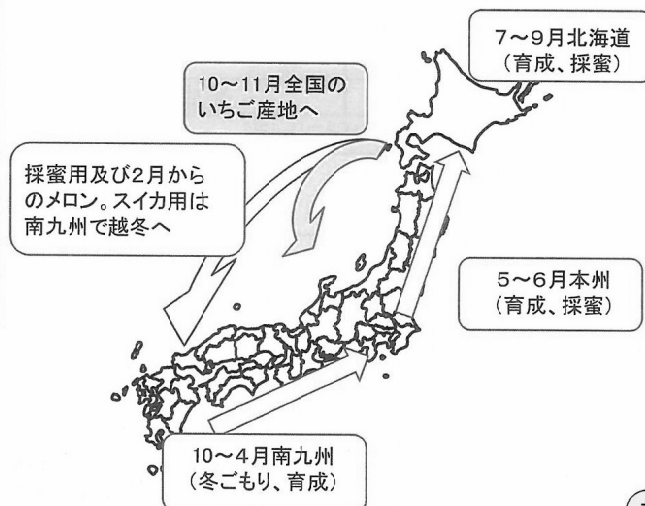 7～9月北海道
(育成、採蜜)
10～11月全国の
いちご産地へ
採蜜用及び2月から
のメロン。スイカ用は
南九州で越冬へ
5～6月本州
(育成、採蜜)
10～4月南九州
(冬ごもり、育成)